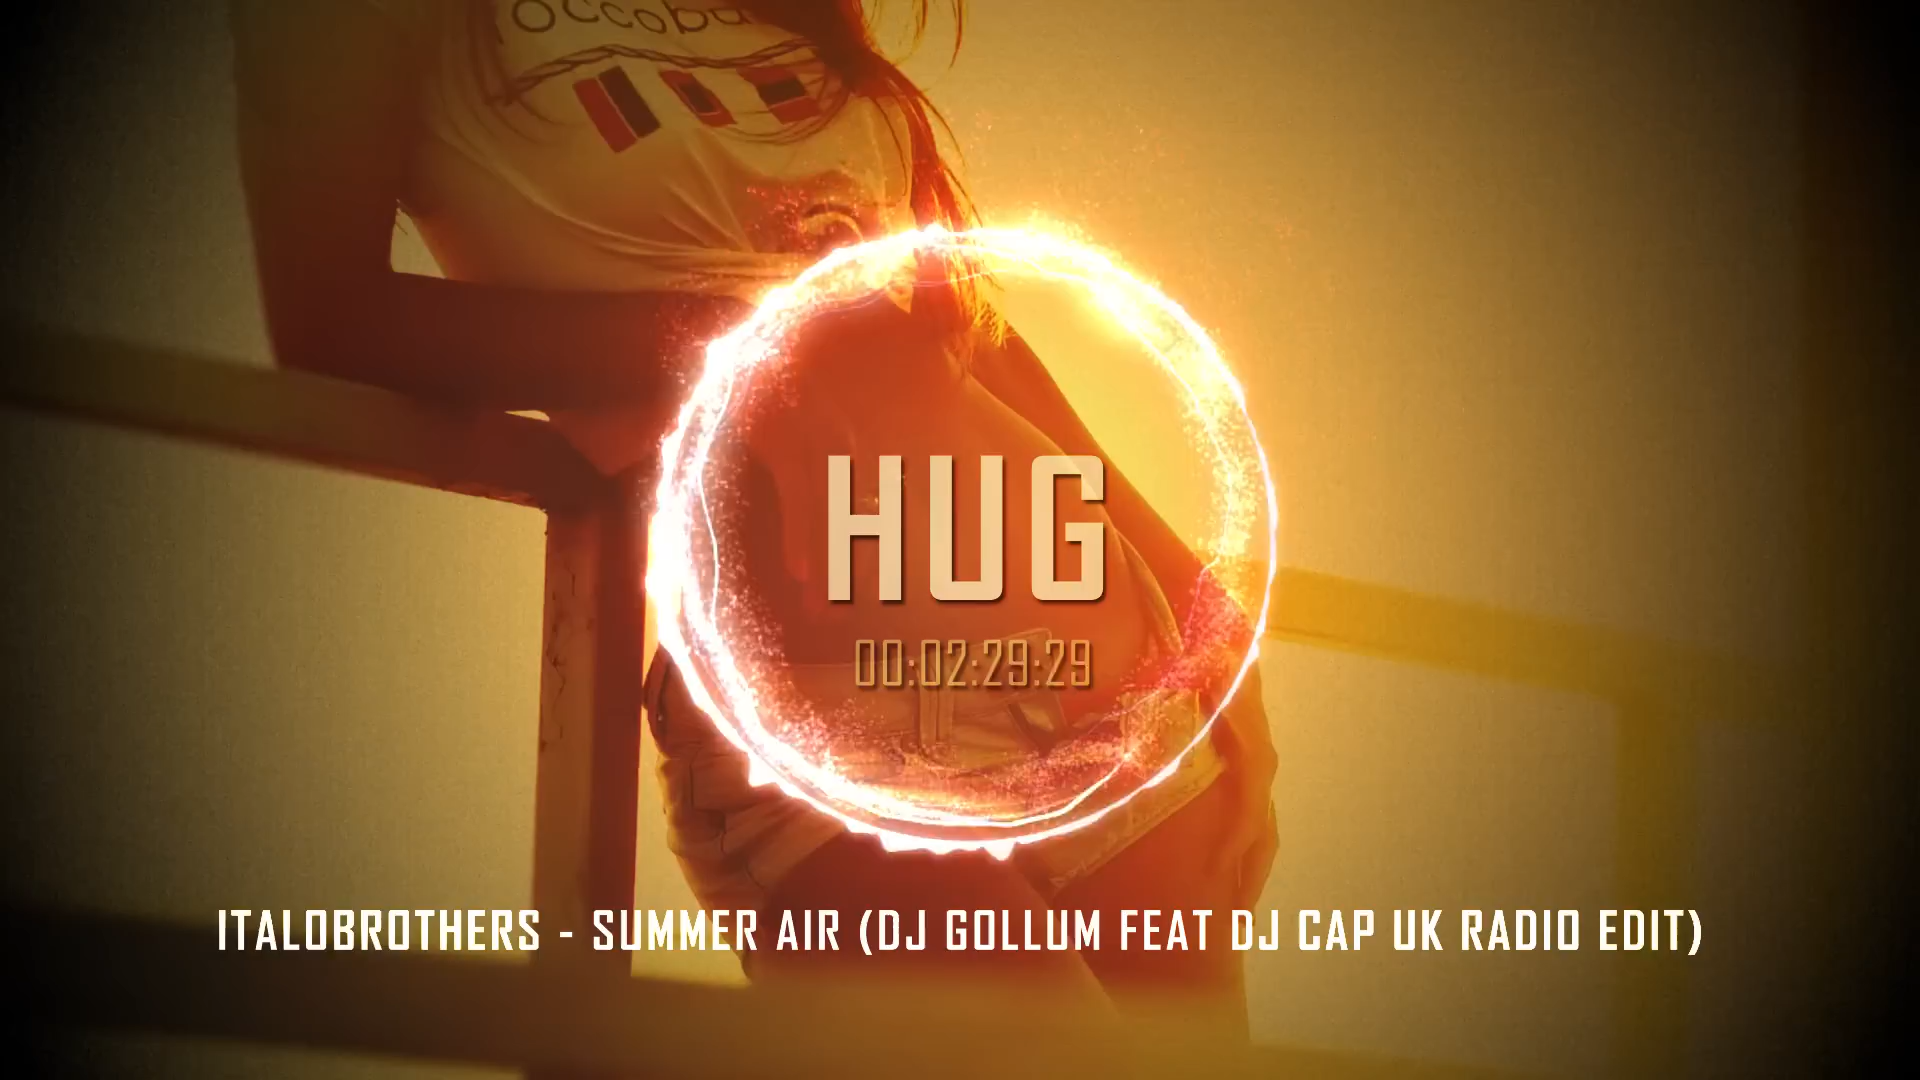 HUG
00:02:29:29
ITALOBROTHERS - SUMMER AIR (DJ GOLLUM FEAT DJ CAP UK RADIO EDIT)